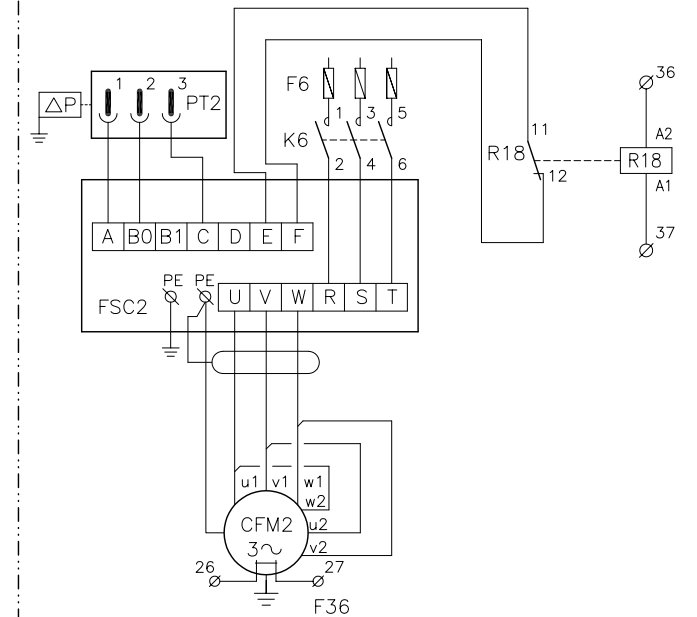 36
1 2 3
F6
ΔP
PT2
1 3 5
11
A2
K6
R18
R18
2 4 6
12
A1
A B0 B1 C D E F
37
PE PE
U V W R S T
FSC2
u1 v1 w1
w2
CFM2
u2
3~
v2
26
27
F36